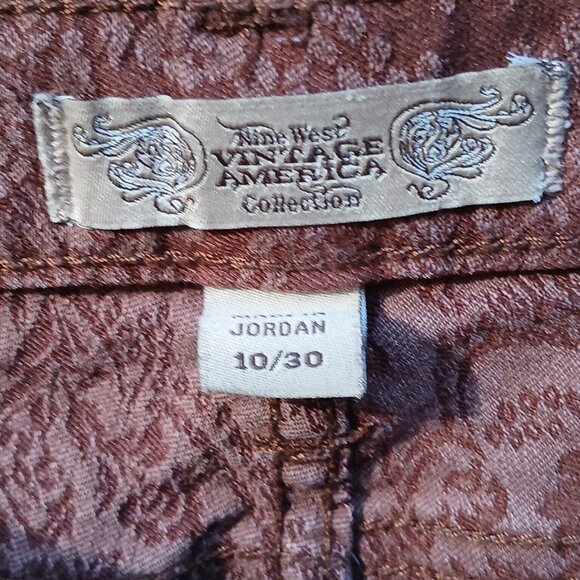 Nine West
VINTAGE
AMERICA
Collection
JORDAN
10/30